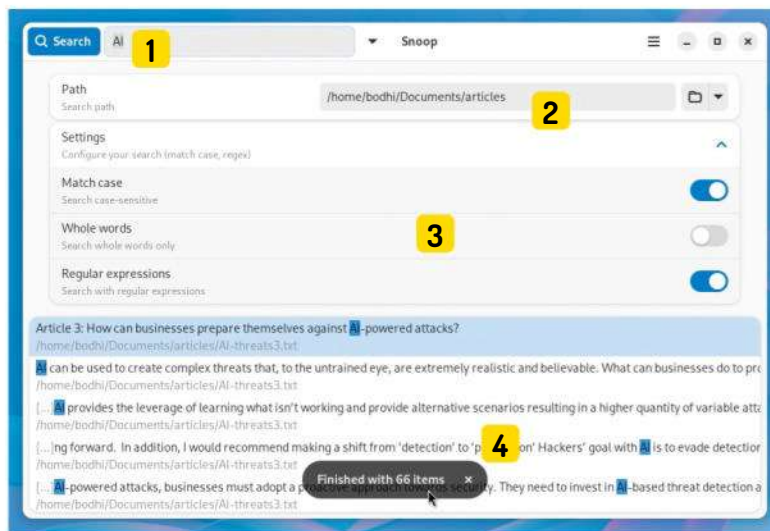 Search AI Snoop
1
Path
Search path
/home/bodhi/Documents/articles
2
Settings
Configure your search (match case, regex)
Match case
Search case-sensitive
Whole words
Search whole words only
3
Regular expressions
Search with regular expressions
Article 3: How can businesses prepare themselves against AI-powered attacks?
/home/bodhi/Documents/articles/AI-threats3.txt
AI can be used to create complex threats that, to the untrained eye, are extremely realistic and believable. What can businesses do to
/home/bodhi/Documents/articles/AI-threats3.txt
[...] AI provides the leverage of learning what isn't working and provide alternative scenarios resulting in a higher quantity of variable
/home/bodhi/Documents/articles/AI-threats3.txt
[...]ng forward. In addition, I would recommend making a shift from 'detection' to Hackers' goal with AI is to evade detection
4
/home/bodhi/Documents/articles/AI-threats3.txt
[...] AI-powered attacks, businesses must adopt a proactive approach towards security. They need to invest in AI-based threat detection
/home/bodhi/Documents/articles/AI-threats3.txt
Finished with 66 items